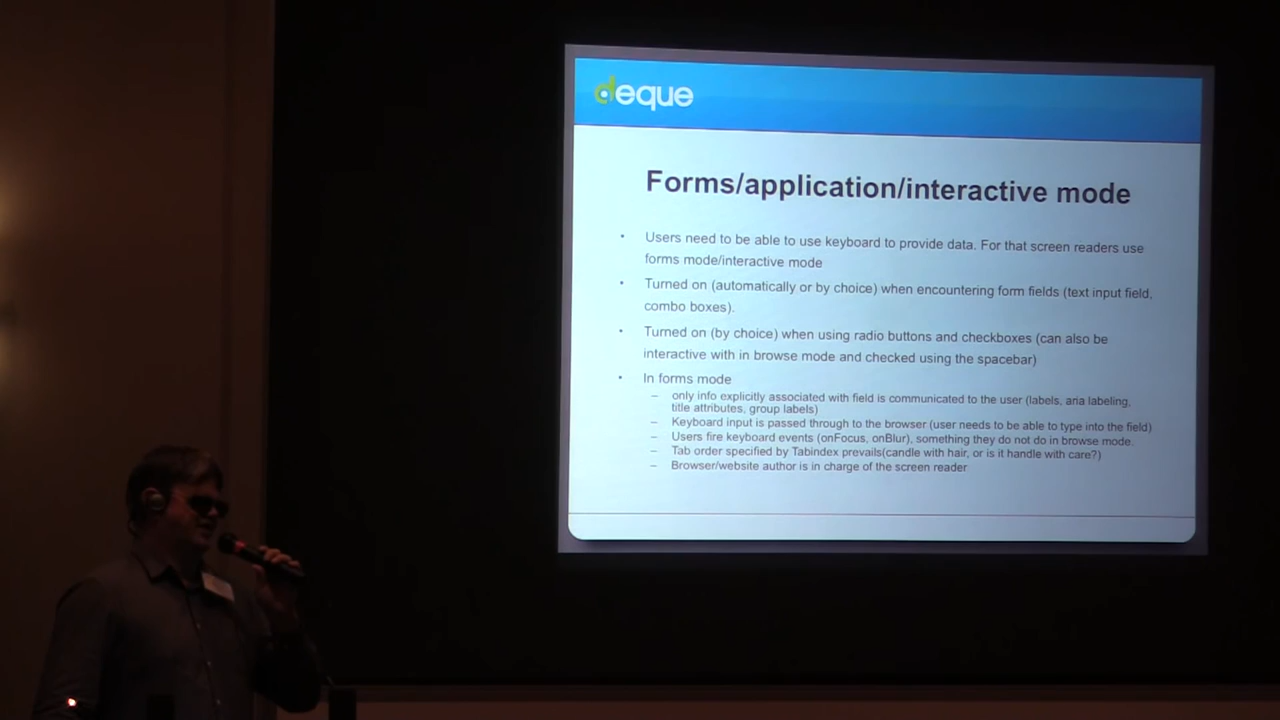 deque
Forms/application/interactive mode
• Users need to be able to use keyboard to provide data. For that screen readers use
forms mode/interactive mode
• Turned on (automatically or by choice) when encountering form fields (text input field,
combo boxes).
• Turned on (by choice) when using radio buttons and checkboxes (can also be
interactive with in browse mode and checked using the spacebar)
• In forms mode
– only info explicitly associated with field is communicated to the user (labels, aria labeling,
title attributes, group labels)
– Keyboard input is passed through to the browser (user needs to be able to type into the field)
– Users fire keyboard events (onFocus, onBlur), something they do not do in browse mode.
– Tab order specified by Tabindex prevails(candle with hair, or is it handle with care?)
– Browser/website author is in charge of the screen reader